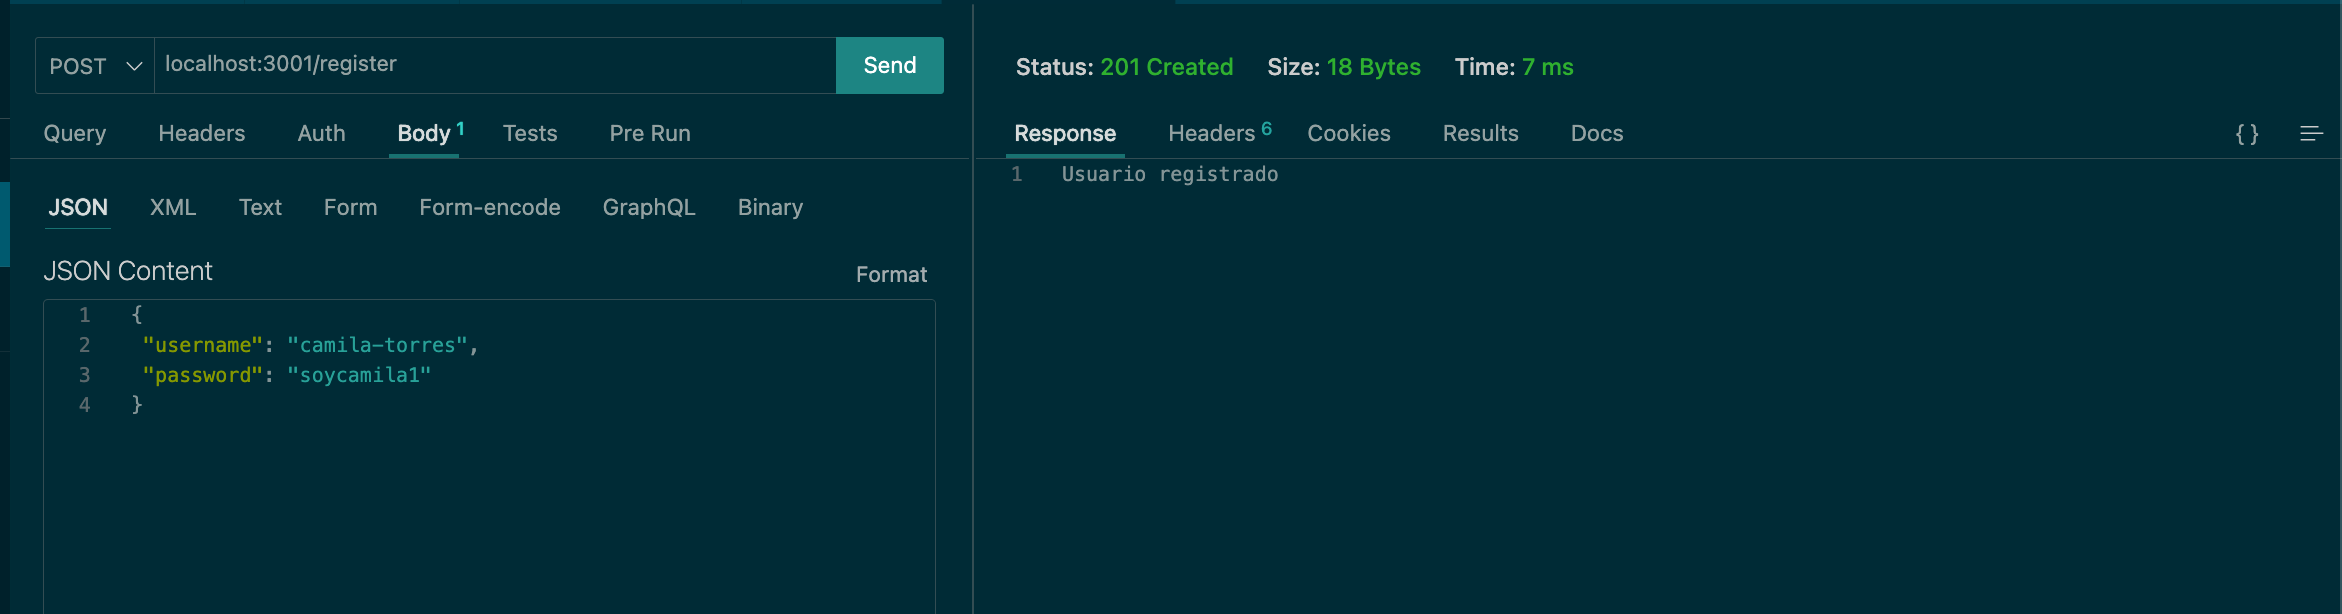 POST localhost:3001/register Send
Query Headers Auth Body 1 Tests Pre Run
JSON XML Text Form Form-encode GraphQL Binary
JSON Content Format
1 {
2 "username": "camila-torres",
3 "password": "soycamila1"
4 }
Status: 201 Created Size: 18 Bytes Time: 7 ms
Response Headers 6 Cookies Results Docs { }
1 Usuario registrado